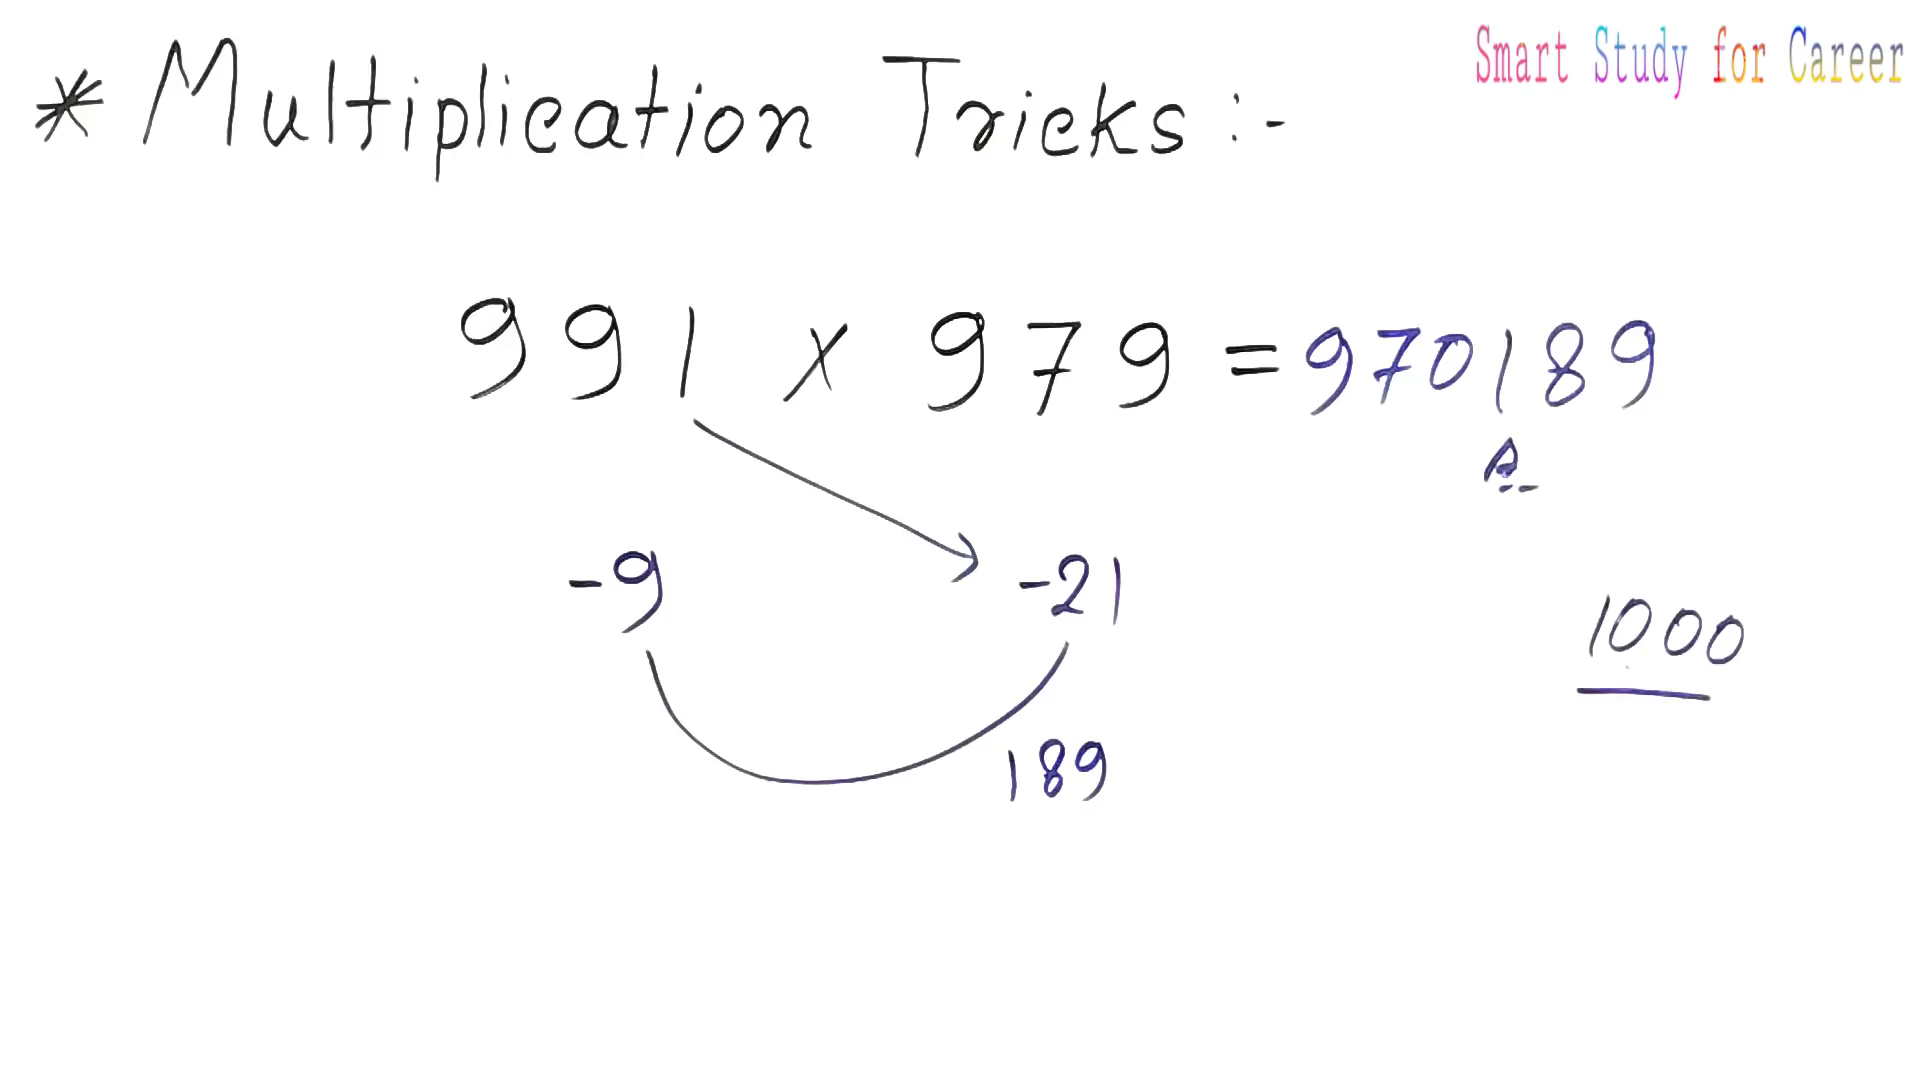 Smart Study for Career
* Multiplication Tricks :-
991 x 979 = 970189
-9 -21
1000
189